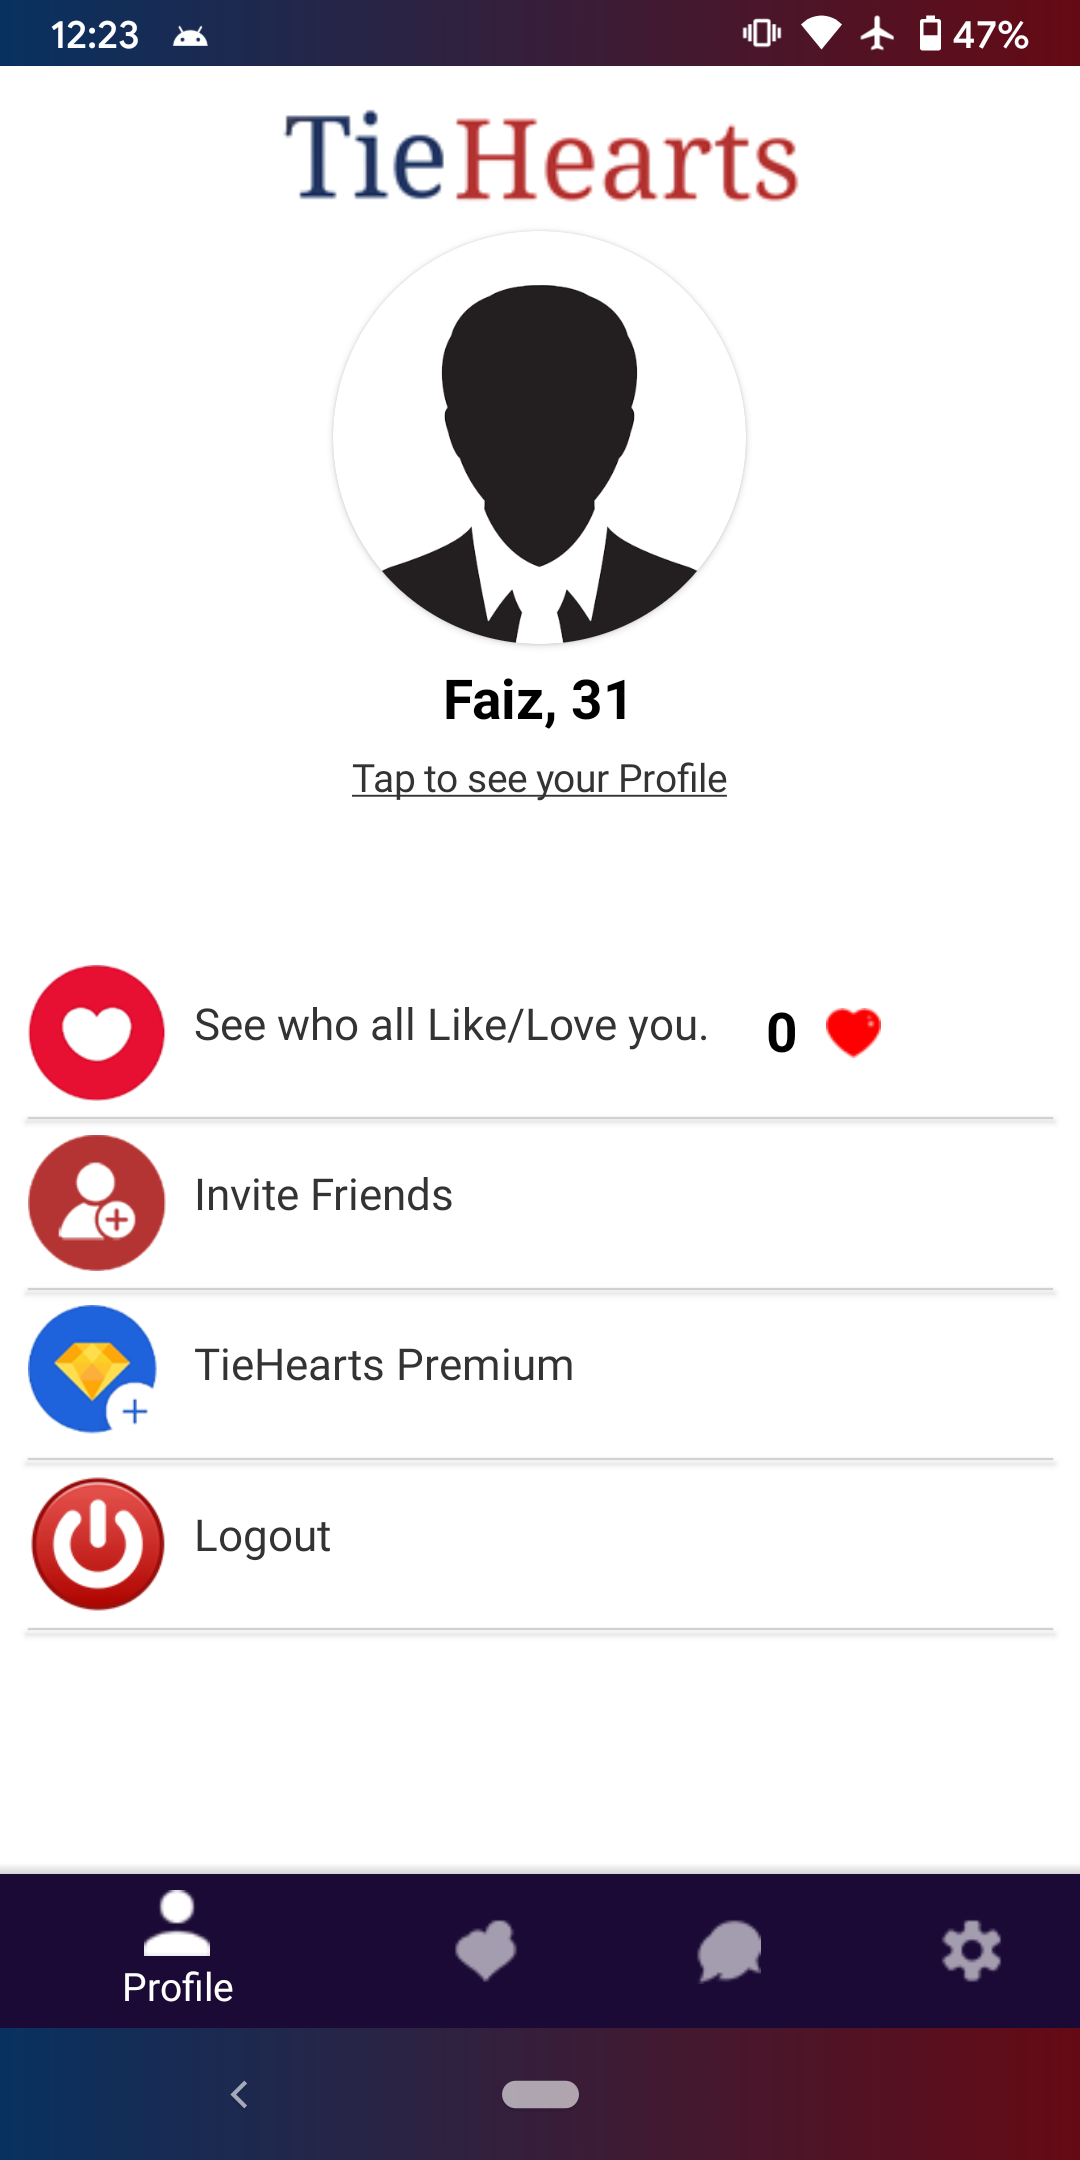 12:23
47%
TieHearts
Faiz, 31
Tap to see your Profile
See who all Like/Love you. 0
Invite Friends
TieHearts Premium
Logout
Profile